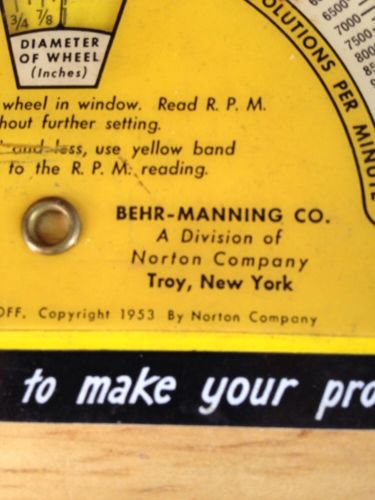 3/4 7/8
DIAMETER
OF WHEEL
(Inches)
OLUTIONS PER MINUTE
6500
7000
7500
8000
wheel in window. Read R. P. M.
hout further setting.
and less, use yellow band
to the R. P. M. reading.
BEHR-MANNING CO.
A Division of
Norton Company
Troy, New York
OFF. Copyright 1953 By Norton Company
to make your pro